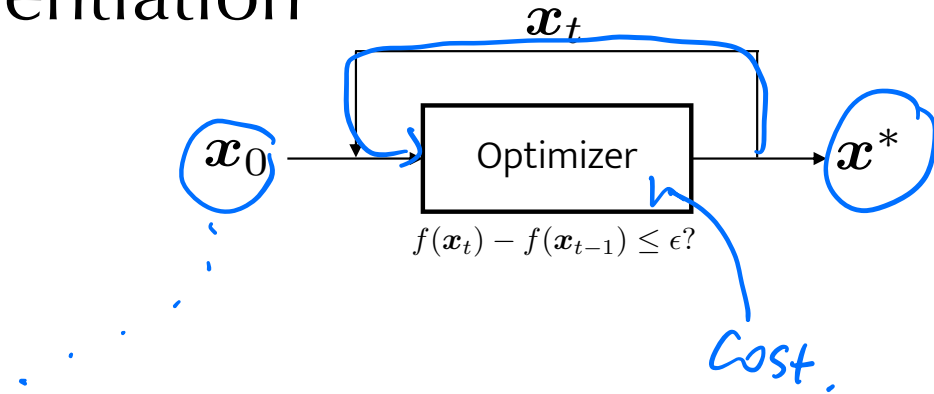 entiation
x_t
x_0
Optimizer
x*
f(x_t) − f(x_{t−1}) ≤ ϵ?
Cost.